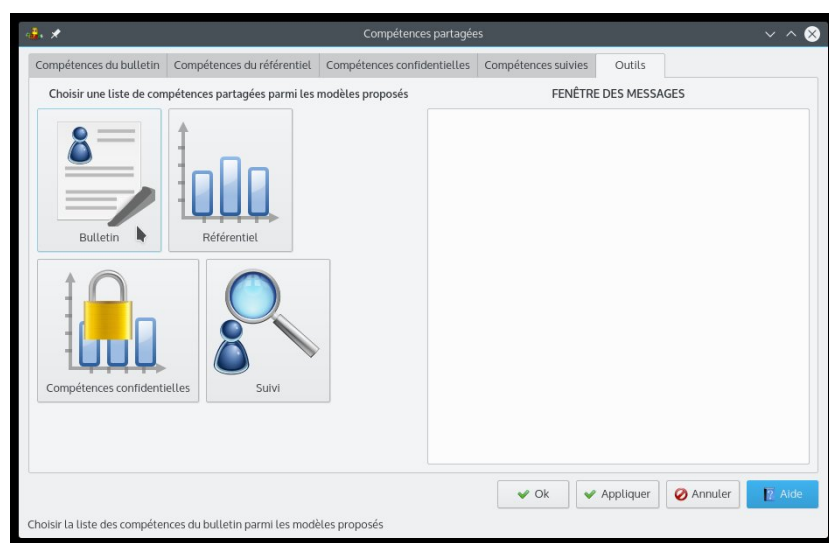 Compétences partagées
Compétences du bulletin Compétences du référentiel Compétences confidentielles Compétences suivies Outils
Choisir une liste de compétences partagées parmi les modèles proposés
FENÊTRE DES MESSAGES
Bulletin
Référentiel
Compétences confidentielles
Suivi
Ok
Appliquer
Annuler
Aide
Choisir la liste des compétences du bulletin parmi les modèles proposés